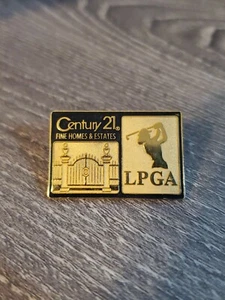 Century 21®
FINE HOMES & ESTATES
LPGA